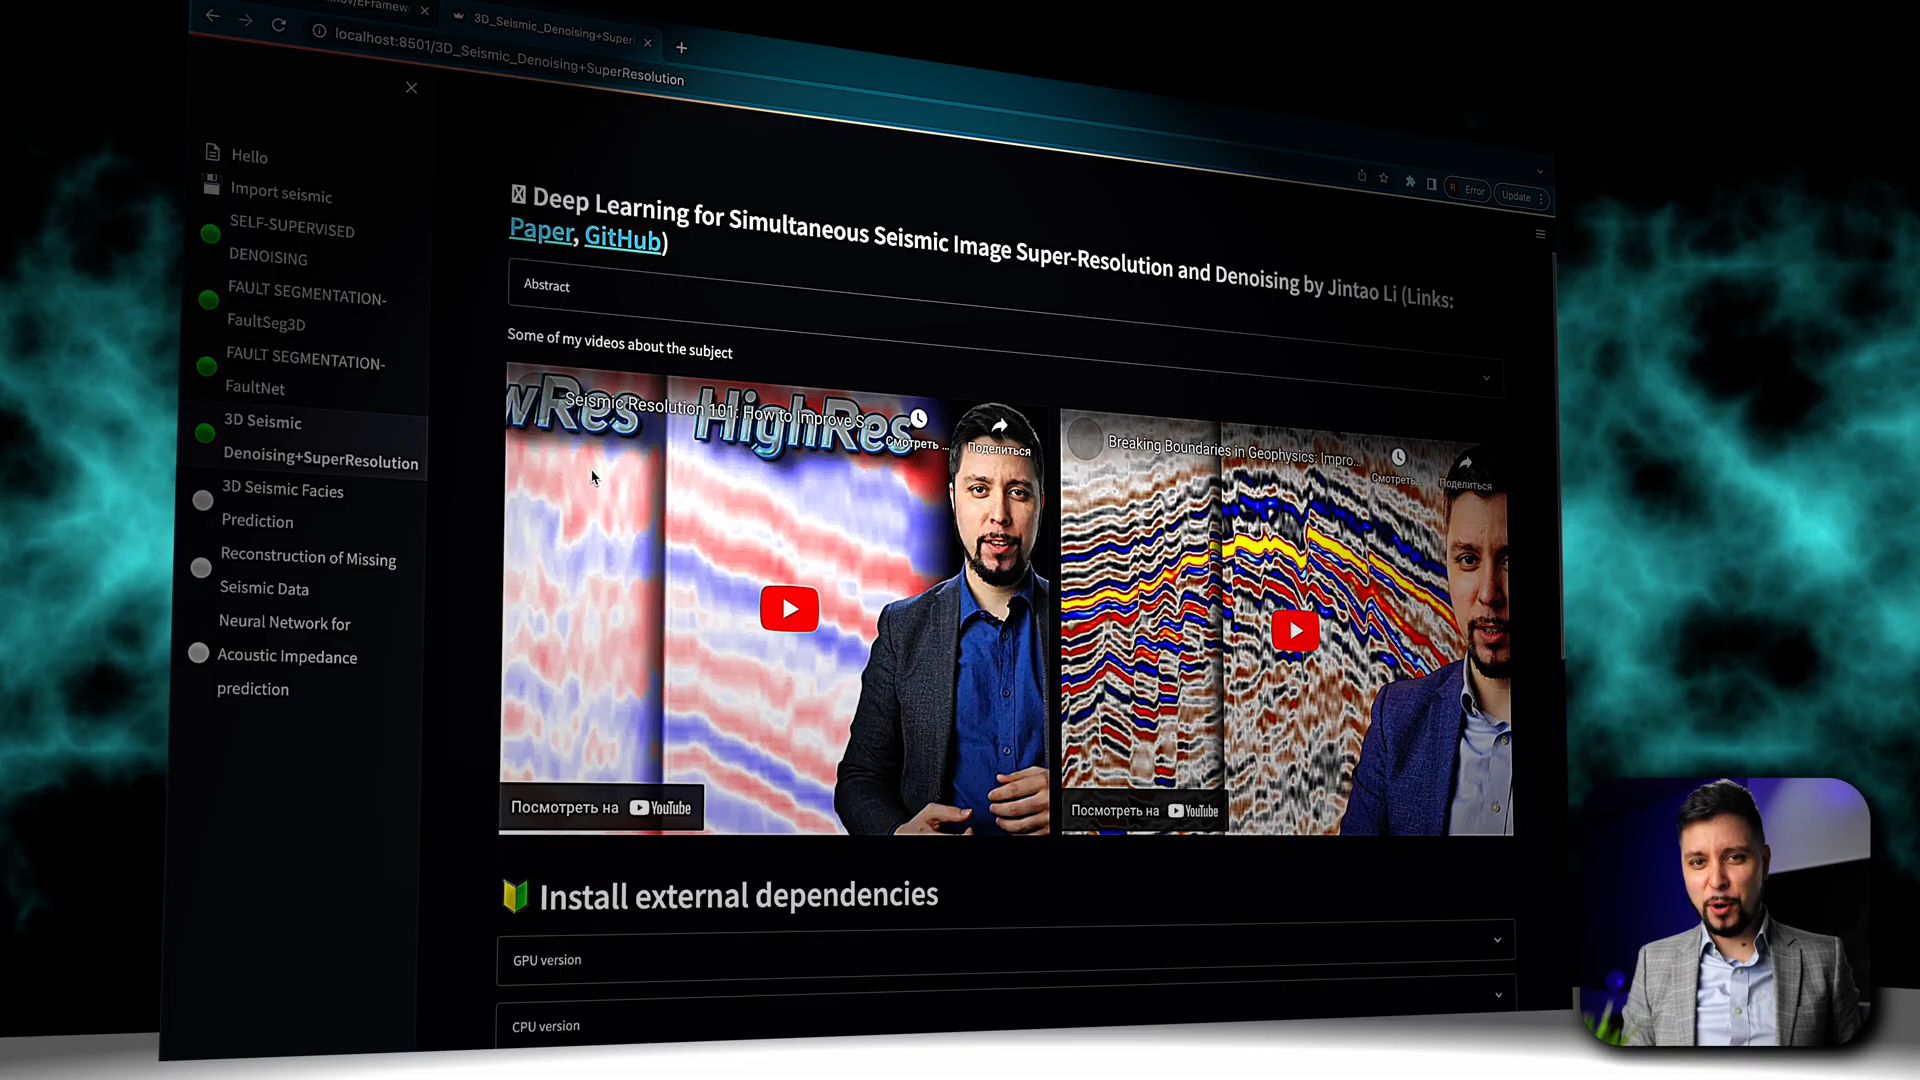 3D_Seismic_Denoising+Super
localhost:8501/3D_Seismic_Denoising+SuperResolution
Error
Update
Hello
Import seismic
SELF-SUPERVISED
DENOISING
FAULT SEGMENTATION-
FaultSeg3D
FAULT SEGMENTATION-
FaultNet
3D Seismic
Denoising+SuperResolution
3D Seismic Facies
Prediction
Reconstruction of Missing
Seismic Data
Neural Network for
Acoustic Impedance
prediction
Deep Learning for Simultaneous Seismic Image Super-Resolution and Denoising by Jintao Li (Links:
Paper, GitHub)
Abstract
Some of my videos about the subject
wRes HighRes
Seismic Resolution 101: How to Improve S...
Смотреть ...
Поделиться
Посмотреть на YouTube
Breaking Boundaries in Geophysics: Impro...
Смотреть...
Поделиться
Посмотреть на YouTube
Install external dependencies
GPU version
CPU version